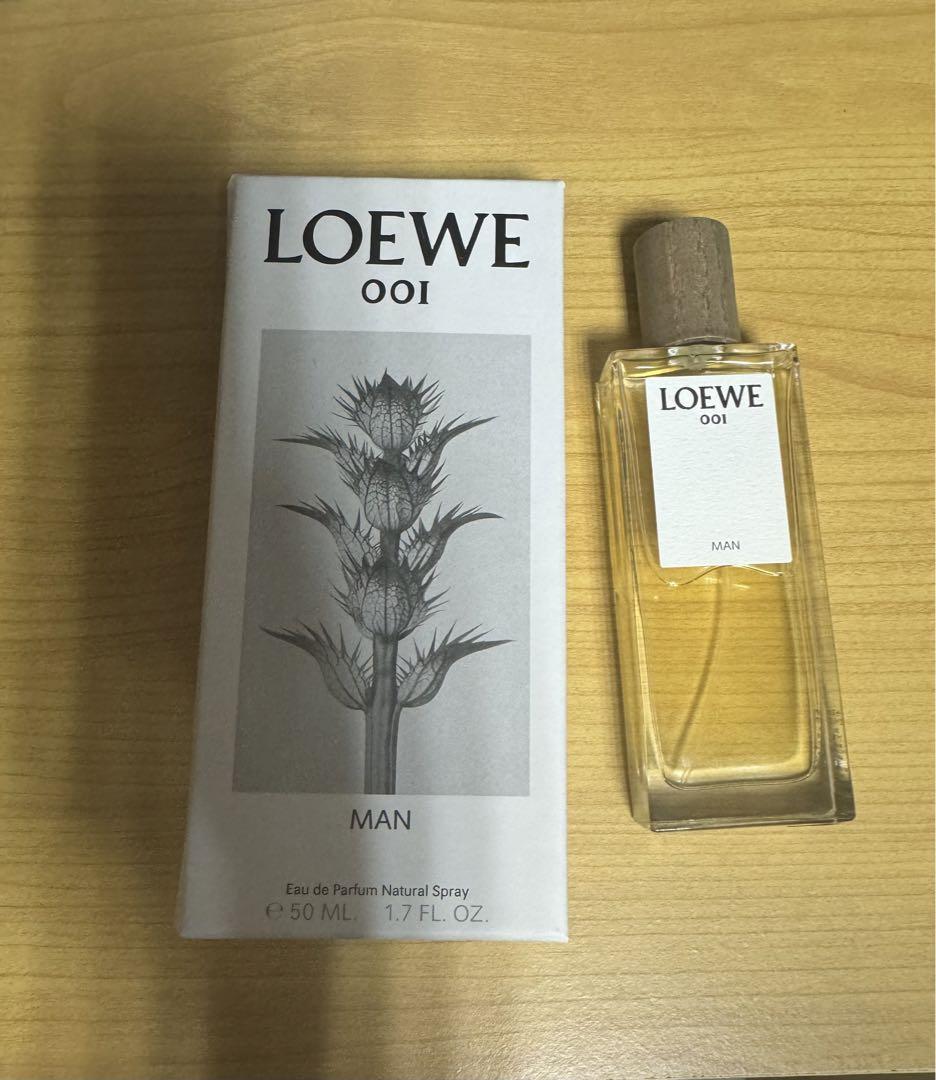 LOEWE
001
MAN
Eau de Parfum Natural Spray
℮ 50 ML. 1.7 FL. OZ.
LOEWE
001
MAN